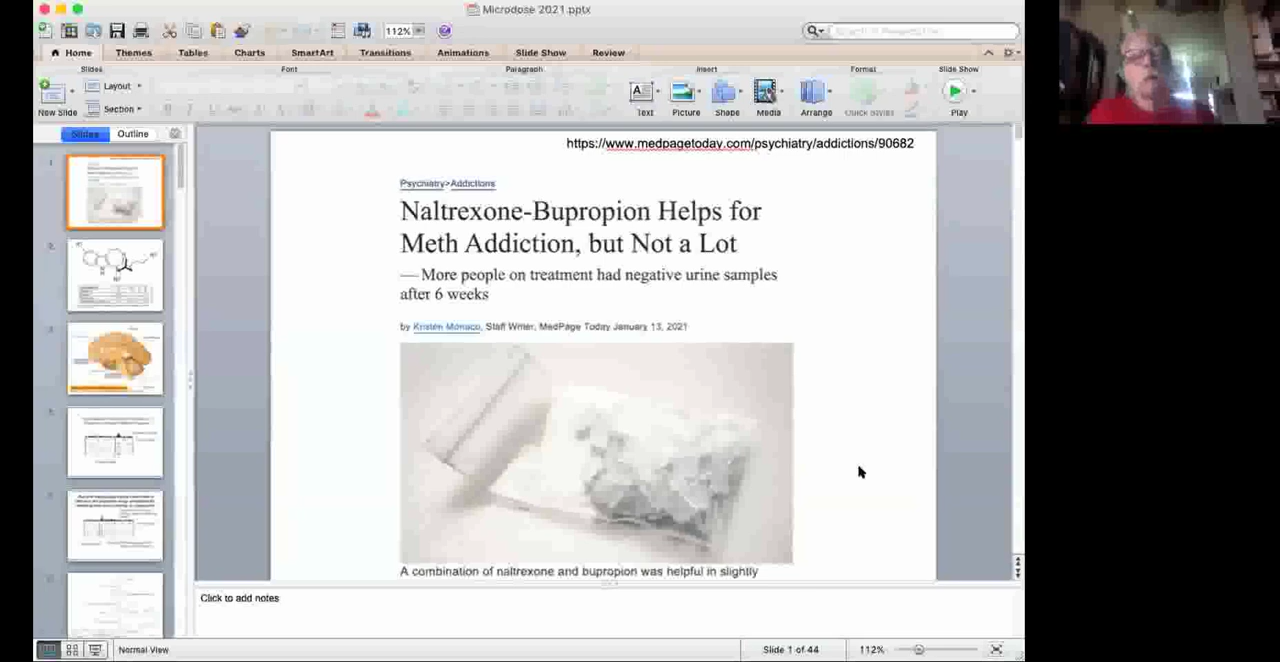 Microdose 2021.pptx
112%
Home Themes Tables Charts SmartArt Transitions Animations Slide Show Review
Slides Font Paragraph Insert Format Slide Show
Layout
Section
New Slide Text Picture Shape Media Arrange Quick Styles Play
Slides Outline
https://www.medpagetoday.com/psychiatry/addictions/90682
Psychiatry>Addictions
Naltrexone-Bupropion Helps for
Meth Addiction, but Not a Lot
— More people on treatment had negative urine samples
after 6 weeks
by Kristen Monaco, Staff Writer, MedPage Today January 13, 2021
A combination of naltrexone and bupropion was helpful in slightly
Click to add notes
Normal View Slide 1 of 44 112%